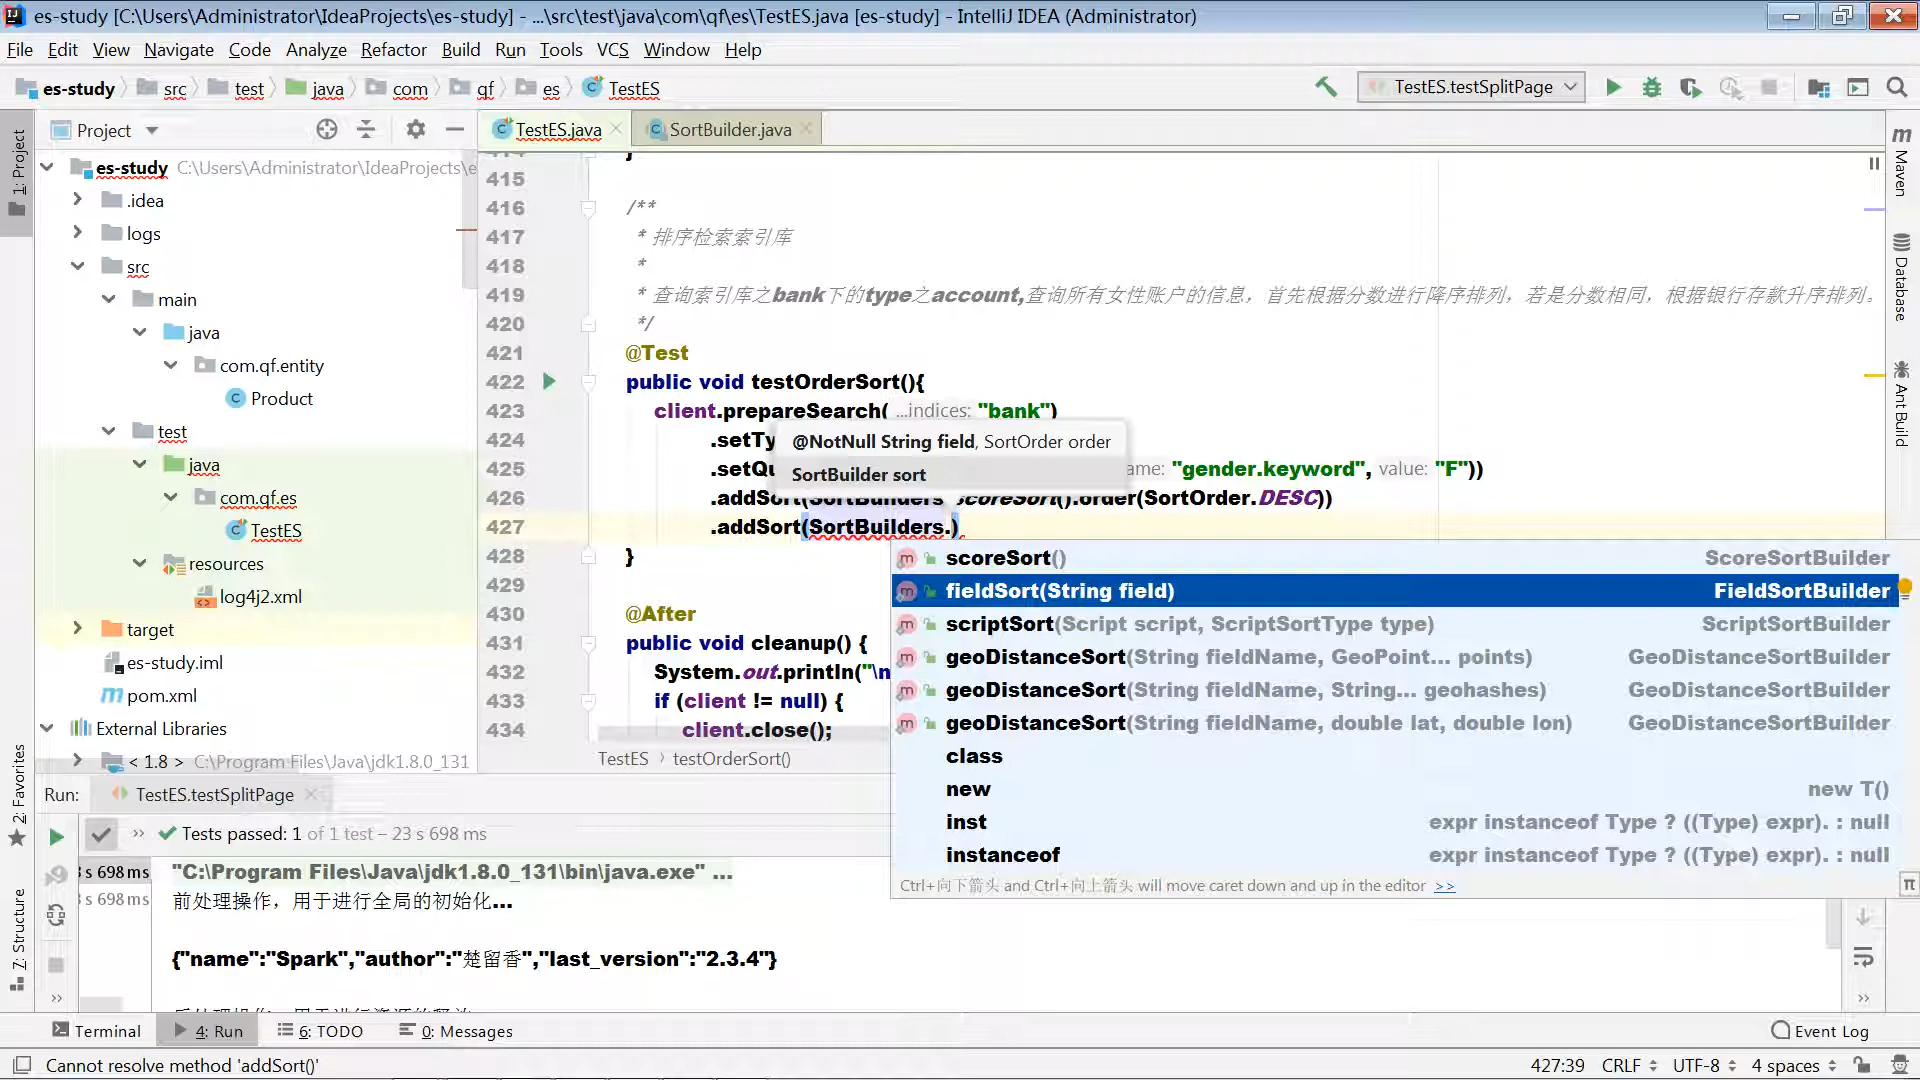 es-study [C:\Users\Administrator\IdeaProjects\es-study] - ...\src\test\java\com\qf\es\TestES.java [es-study] - IntelliJ IDEA (Administrator)
File Edit View Navigate Code Analyze Refactor Build Run Tools VCS Window Help
es-study src test java com qf es TestES TestES.testSplitPage
1: Project
Project
TestES.java SortBuilder.java
Maven
Database
Ant Build
es-study C:\Users\Administrator\IdeaProjects\e
.idea
logs
src
main
java
com.qf.entity
Product
test
java
com.qf.es
TestES
resources
log4j2.xml
target
es-study.iml
pom.xml
External Libraries
< 1.8 > C:\Program Files\Java\jdk1.8.0_131
415
416 /**
417 * 排序检索索引库
418 *
419 * 查询索引库之bank下的type之account,查询所有女性账户的信息，首先根据分数进行降序排列，若是分数相同，根据银行存款升序排列。
420 */
421 @Test
422 public void testOrderSort(){
423 client.prepareSearch( ...indices: "bank")
424 .setTy
@NotNull String field, SortOrder order
425 .setQu ame: "gender.keyword", value: "F"))
SortBuilder sort
426 .addSort(SortBuilders.scoreSort().order(SortOrder.DESC))
427 .addSort(SortBuilders.)
428 }
429
430 @After
431 public void cleanup() {
432 System.out.println("\n
433 if (client != null) {
434 client.close();
TestES testOrderSort()
scoreSort() ScoreSortBuilder
fieldSort(String field) FieldSortBuilder
scriptSort(Script script, ScriptSortType type) ScriptSortBuilder
geoDistanceSort(String fieldName, GeoPoint... points) GeoDistanceSortBuilder
geoDistanceSort(String fieldName, String... geohashes) GeoDistanceSortBuilder
geoDistanceSort(String fieldName, double lat, double lon) GeoDistanceSortBuilder
class
new new T()
inst expr instanceof Type ? ((Type) expr). : null
instanceof expr instanceof Type ? ((Type) expr). : null
Ctrl+向下箭头 and Ctrl+向上箭头 will move caret down and up in the editor >>
2: Favorites
7: Structure
Run: TestES.testSplitPage
Tests passed: 1 of 1 test – 23 s 698 ms
s 698 ms
s 698 ms
"C:\Program Files\Java\jdk1.8.0_131\bin\java.exe" ...
前处理操作，用于进行全局的初始化...
{"name":"Spark","author":"楚留香","last_version":"2.3.4"}
Terminal 4: Run 6: TODO 0: Messages Event Log
Cannot resolve method 'addSort()' 427:39 CRLF UTF-8 4 spaces